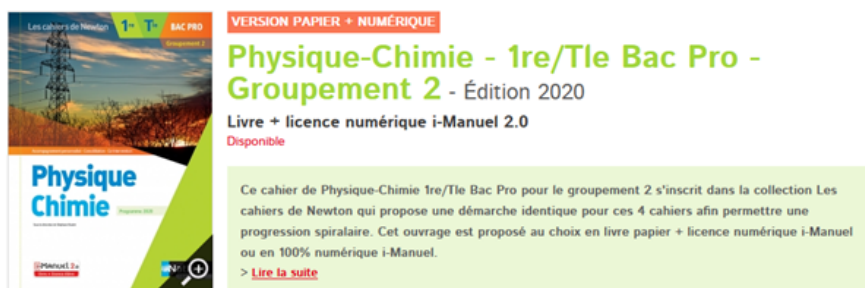 Les cahiers de Newton
1re Tle BAC PRO
Groupement 2
Physique
Chimie
Programme 2020
i-Manuel 2.0
VERSION PAPIER + NUMÉRIQUE
Physique-Chimie - 1re/Tle Bac Pro -
Groupement 2 - Édition 2020
Livre + licence numérique i-Manuel 2.0
Disponible
Ce cahier de Physique-Chimie 1re/Tle Bac Pro pour le groupement 2 s'inscrit dans la collection Les
cahiers de Newton qui propose une démarche identique pour ces 4 cahiers afin permettre une
progression spiralaire. Cet ouvrage est proposé au choix en livre papier + licence numérique i-Manuel
ou en 100% numérique i-Manuel.
> Lire la suite